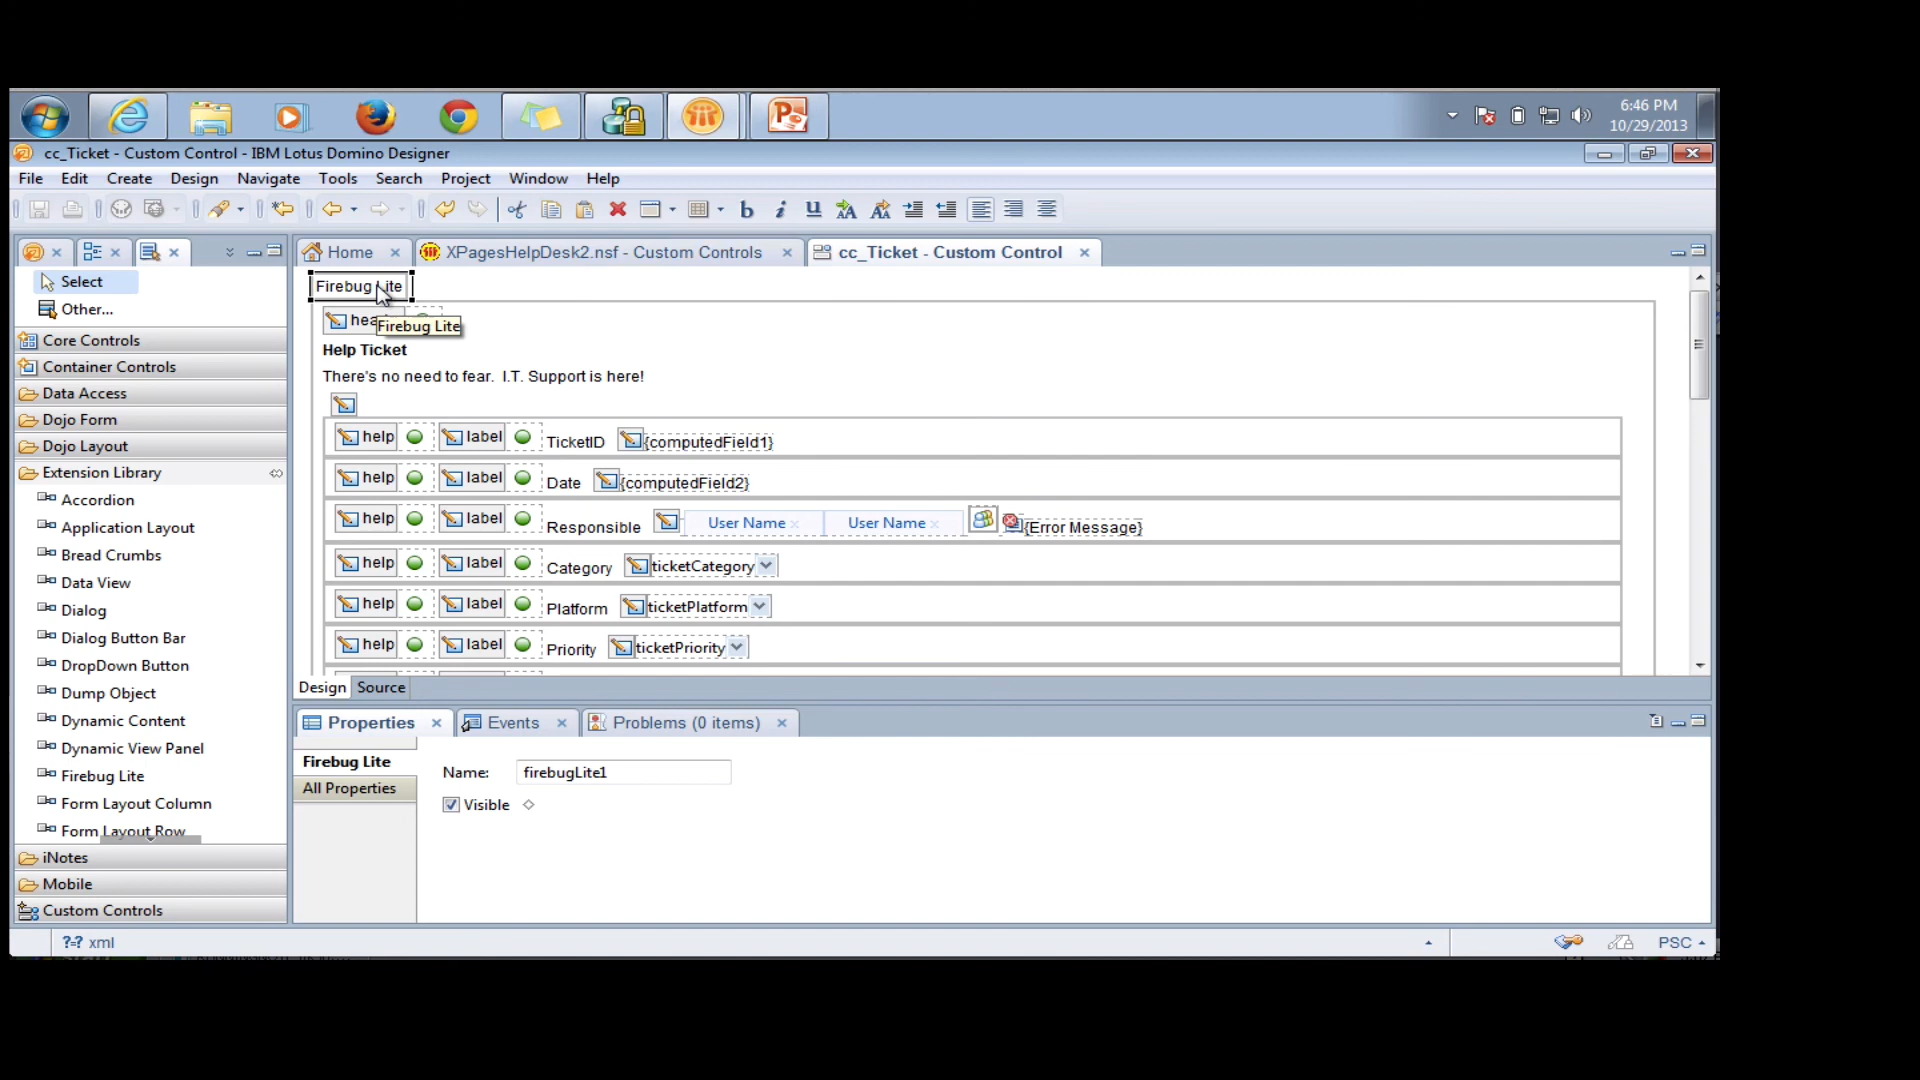 6:46 PM
10/29/2013
cc_Ticket - Custom Control - IBM Lotus Domino Designer
File Edit Create Design Navigate Tools Search Project Window Help
Home XPagesHelpDesk2.nsf - Custom Controls cc_Ticket - Custom Control
Select
Other...
Core Controls
Container Controls
Data Access
Dojo Form
Dojo Layout
Extension Library
Accordion
Application Layout
Bread Crumbs
Data View
Dialog
Dialog Button Bar
DropDown Button
Dump Object
Dynamic Content
Dynamic View Panel
Firebug Lite
Form Layout Column
Form Layout Row
iNotes
Mobile
Custom Controls
Firebug Lite
Firebug Lite
Help Ticket
There's no need to fear. I.T. Support is here!
help label TicketID {computedField1}
help label Date {computedField2}
help label Responsible User Name User Name {Error Message}
help label Category ticketCategory
help label Platform ticketPlatform
help label Priority ticketPriority
Design Source
Properties Events Problems (0 items)
Firebug Lite
All Properties
Name: firebugLite1
Visible
?-? xml
PSC